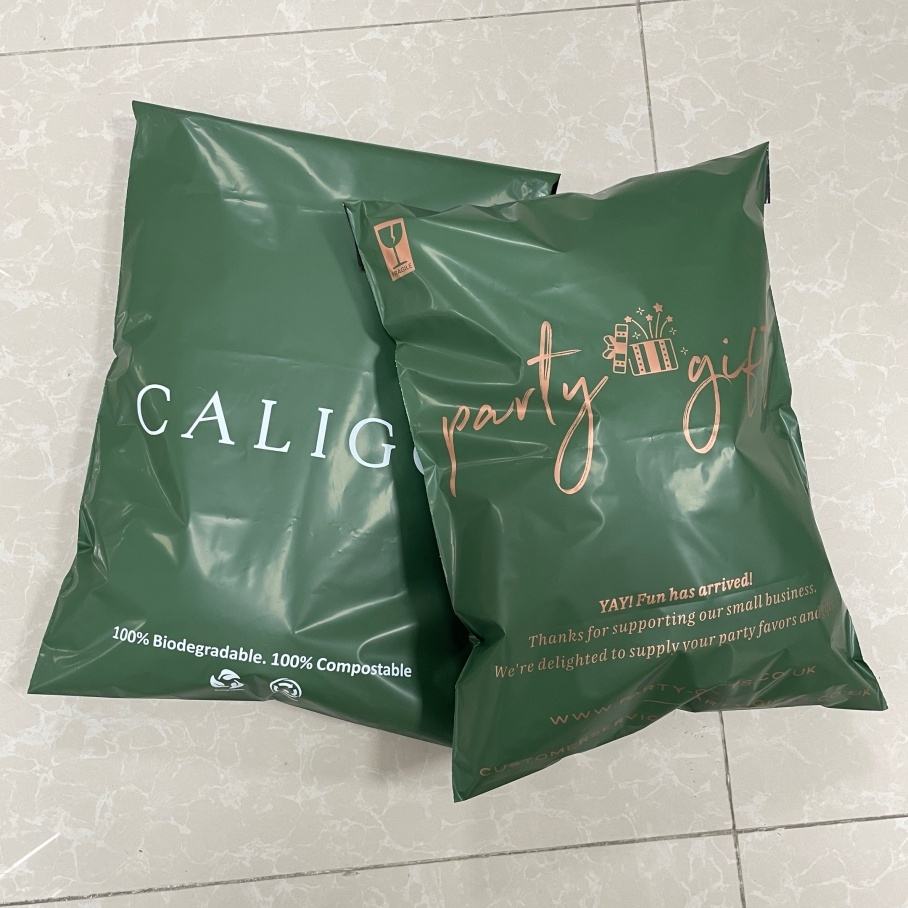 CALIG
100% Biodegradable. 100% Compostable
FRAGILE
party gif
YAY! Fun has arrived!
Thanks for supporting our small business.
We're delighted to supply your party favors and